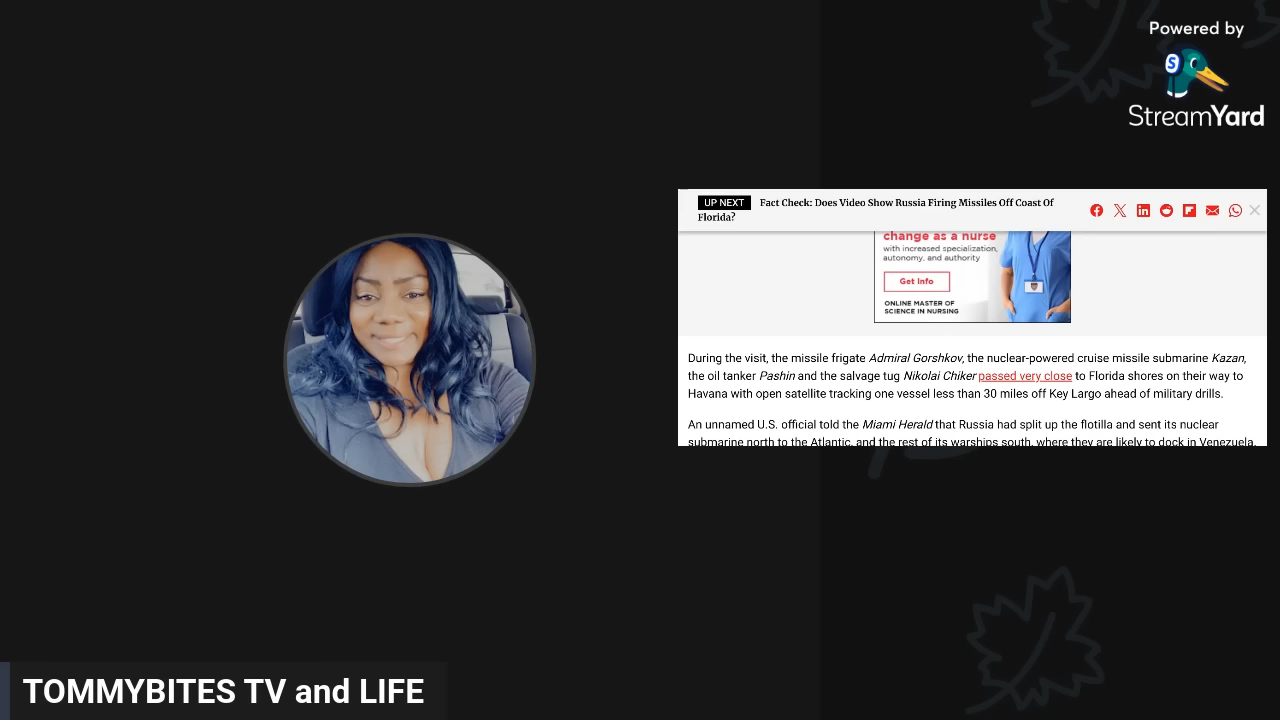 Powered by
StreamYard
UP NEXT Fact Check: Does Video Show Russia Firing Missiles Off Coast Of
Florida?
change as a nurse
with increased specialization,
autonomy, and authority
Get Info
ONLINE MASTER OF
SCIENCE IN NURSING
During the visit, the missile frigate Admiral Gorshkov, the nuclear-powered cruise missile submarine Kazan,
the oil tanker Pashin and the salvage tug Nikolai Chiker passed very close to Florida shores on their way to
Havana with open satellite tracking one vessel less than 30 miles off Key Largo ahead of military drills.
An unnamed U.S. official told the Miami Herald that Russia had split up the flotilla and sent its nuclear
submarine north to the Atlantic, and the rest of its warships south, where they are likely to dock in Venezuela.
TOMMYBITES TV and LIFE